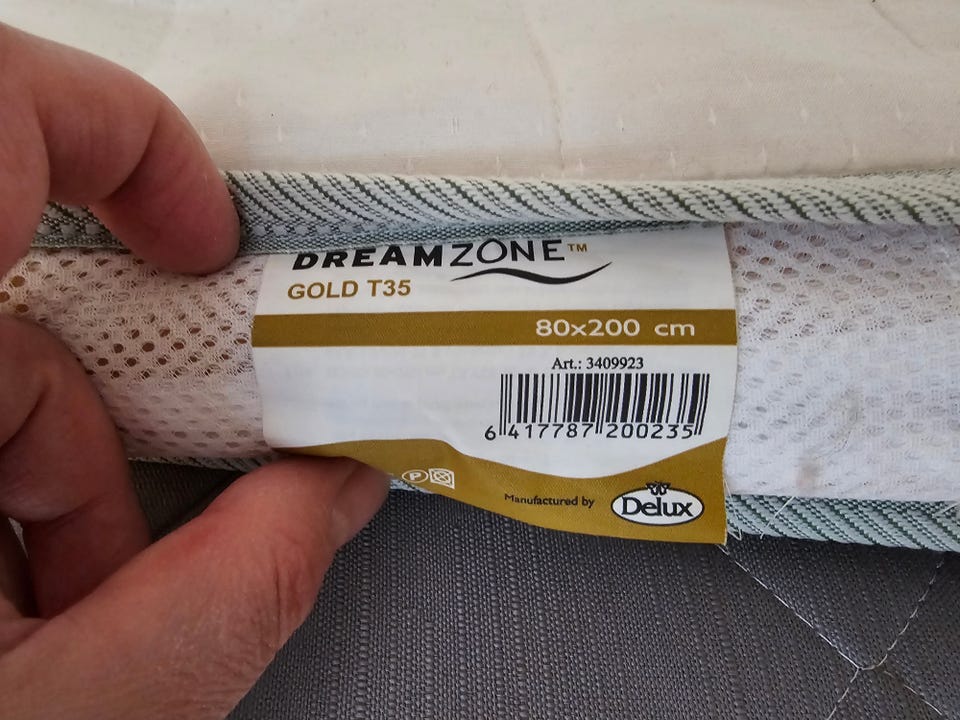 DREAMZONE™
GOLD T35
80x200 cm
Art.: 3409923
6 417787 200235
P
Manufactured by
Delux